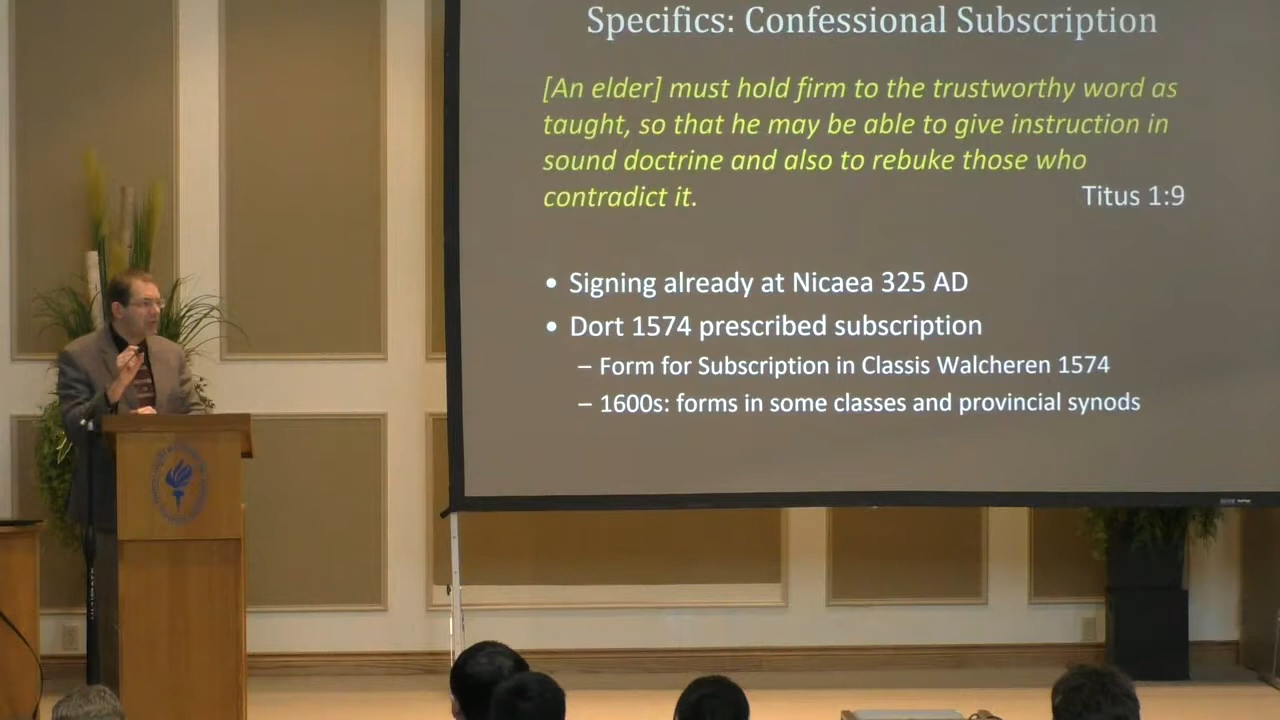 Specifics: Confessional Subscription
[An elder] must hold firm to the trustworthy word as
taught, so that he may be able to give instruction in
sound doctrine and also to rebuke those who
contradict it.
Titus 1:9
• Signing already at Nicaea 325 AD
• Dort 1574 prescribed subscription
– Form for Subscription in Classis Walcheren 1574
– 1600s: forms in some classes and provincial synods